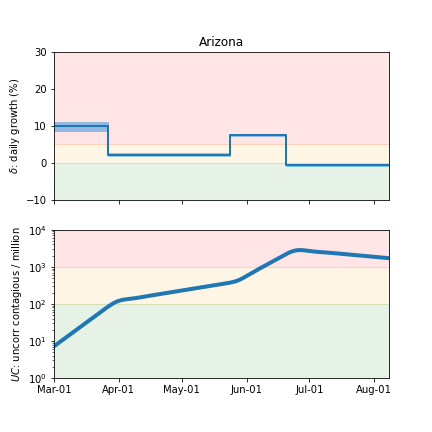 Arizona
δ: daily growth (%)
30
20
10
0
−10
UC: uncorr contagious / million
10⁴
10³
10²
10¹
10⁰
Mar-01 Apr-01 May-01 Jun-01 Jul-01 Aug-01